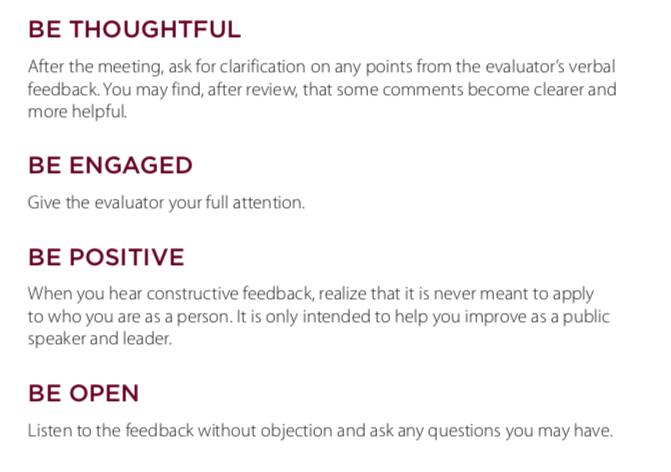 BE THOUGHTFUL
After the meeting, ask for clarification on any points from the evaluator’s verbal
feedback. You may find, after review, that some comments become clearer and
more helpful.
BE ENGAGED
Give the evaluator your full attention.
BE POSITIVE
When you hear constructive feedback, realize that it is never meant to apply
to who you are as a person. It is only intended to help you improve as a public
speaker and leader.
BE OPEN
Listen to the feedback without objection and ask any questions you may have.